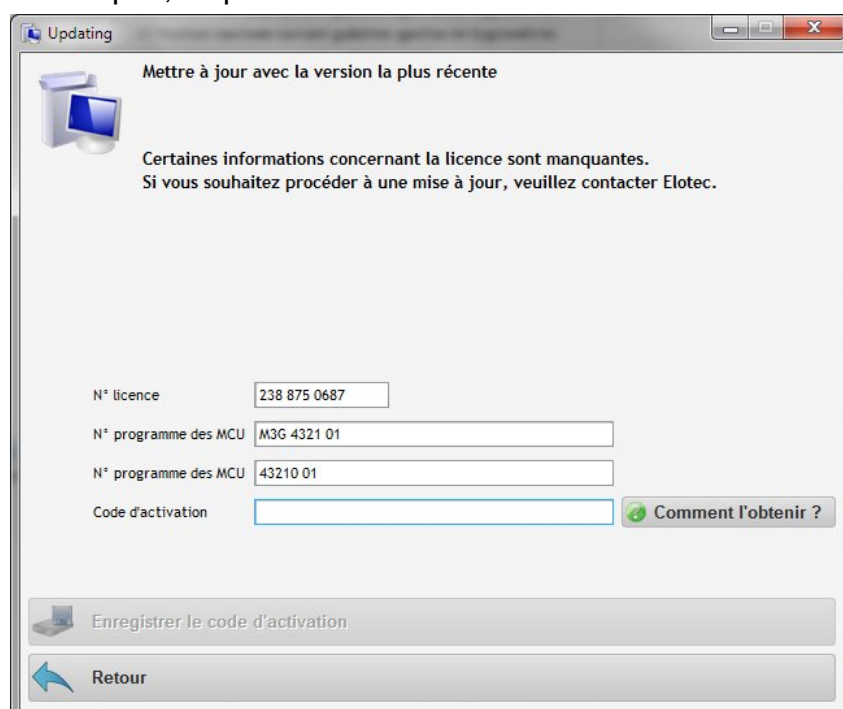 Updating
Mettre à jour avec la version la plus récente
Certaines informations concernant la licence sont manquantes.
Si vous souhaitez procéder à une mise à jour, veuillez contacter Elotec.
N° licence 238 875 0687
N° programme des MCU M3G 4321 01
N° programme des MCU 43210 01
Code d'activation Comment l'obtenir ?
Enregistrer le code d'activation
Retour